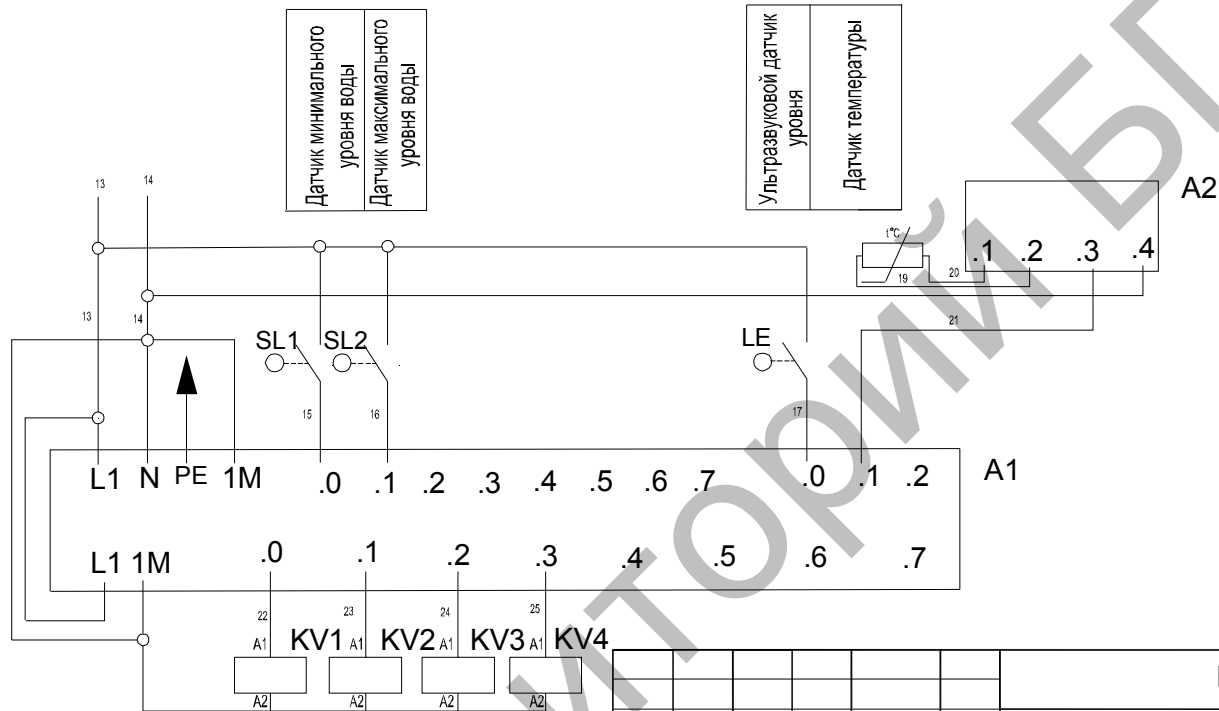 Датчик минимального
уровня воды
Датчик максимального
уровня воды
Ультразвуковой датчик
уровня
Датчик температуры
13
14
t°C
A2
.1 .2 .3 .4
19
20
21
13
14
SL1
SL2
LE
15
16
17
L1 N PE 1M .0 .1 .2 .3 .4 .5 .6 .7 .0 .1 .2
A1
L1 1M .0 .1 .2 .3 .4 .5 .6 .7
22
23
24
25
A1 KV1 A1 KV2 A1 KV3 A1 KV4
A2 A2 A2 A2